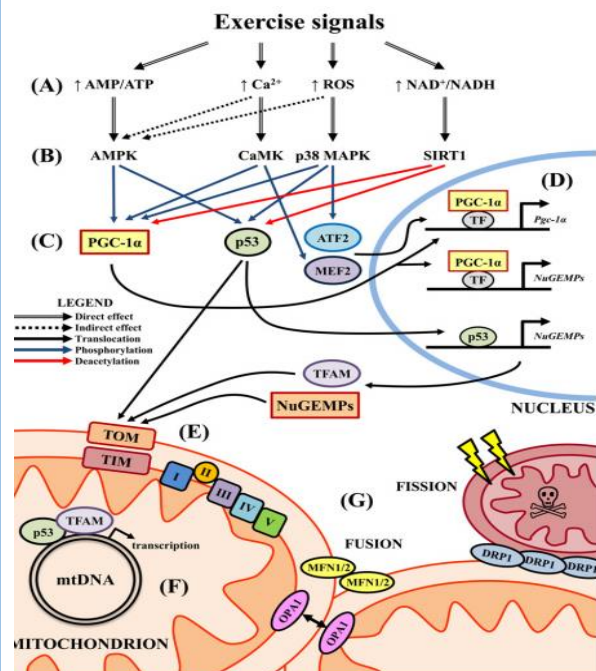 Exercise signals
(A) ↑ AMP/ATP ↑ Ca²⁺ ↑ ROS ↑ NAD⁺/NADH
(B) AMPK CaMK p38 MAPK SIRT1
(D)
PGC-1α
TF
Pgc-1α
(C) PGC-1α p53 ATF2
MEF2
PGC-1α
TF
NuGEMPs
LEGEND
Direct effect
Indirect effect
Translocation
Phosphorylation
Deacetylation
p53
NuGEMPs
TFAM
NuGEMPs
NUCLEUS
TOM
(E)
TIM
I II III IV V
(G)
FISSION
FUSION
p53 TFAM
transcription
mtDNA
(F)
MFN1/2
MFN1/2
DRP1 DRP1 DRP1
OPA1
OPA1
MITOCHONDRION